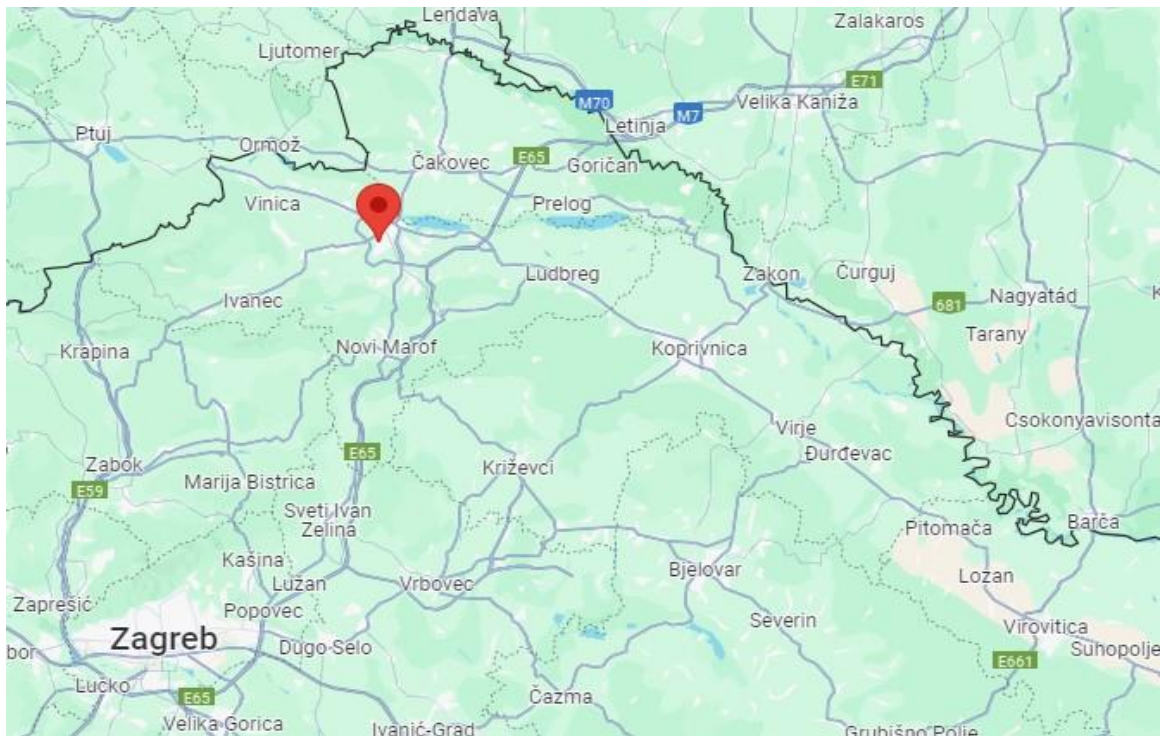 Lendava
Zalakaros
Ljutomer
E71
M70
Velika Kaniža
M7
Letinja
Ptuj
Ormož
Čakovec
E65
Goričan
Vinica
Prelog
Ludbreg
Zakon
Čurguj
Ivanec
681
Nagyatád
Tarany
Krapina
Novi Marof
Koprivnica
Csokonyavisonta
Virje
Đurđevac
E65
Zabok
Križevci
Marija Bistrica
E59
Sveti Ivan
Zelina
Pitomača
Barča
Kašina
Lužan
Vrbovec
Bjelovar
Lozan
Zaprešić
Popovec
Severin
Virovitica
Zagreb
Dugo Selo
bor
Suhopolje
E661
Lučko
E65
Čazma
Velika Gorica
Ivanić-Grad
Grubišno Polje